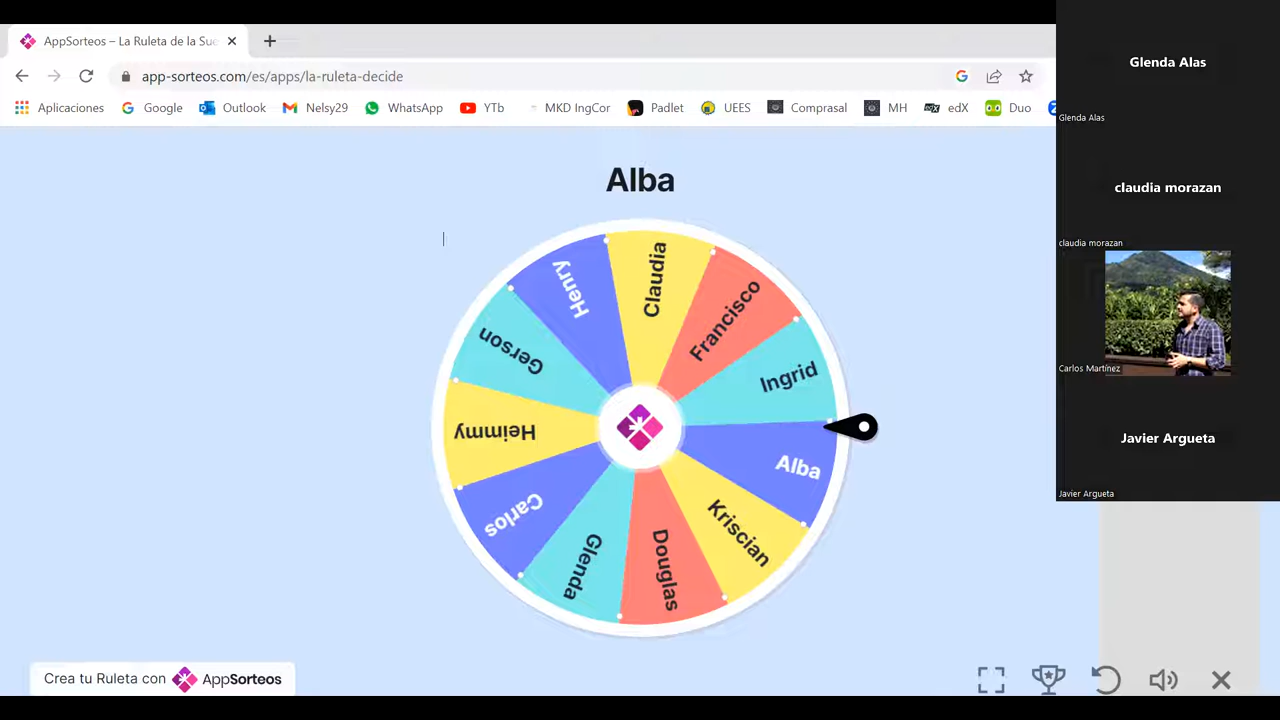 AppSorteos – La Ruleta de la Sue
app-sorteos.com/es/apps/la-ruleta-decide
Aplicaciones
Google
Outlook
Nelsy29
WhatsApp
YTb
MKD IngCor
Padlet
UEES
Comprasal
MH
edX
Duo
Alba
Claudia
Francisco
Ingrid
Alba
Kriscian
Douglas
Glenda
Carlos
Heimmy
Gerson
Henry
Crea tu Ruleta con AppSorteos
Glenda Alas
Glenda Alas
claudia morazan
claudia morazan
Carlos Martínez
Javier Argueta
Javier Argueta